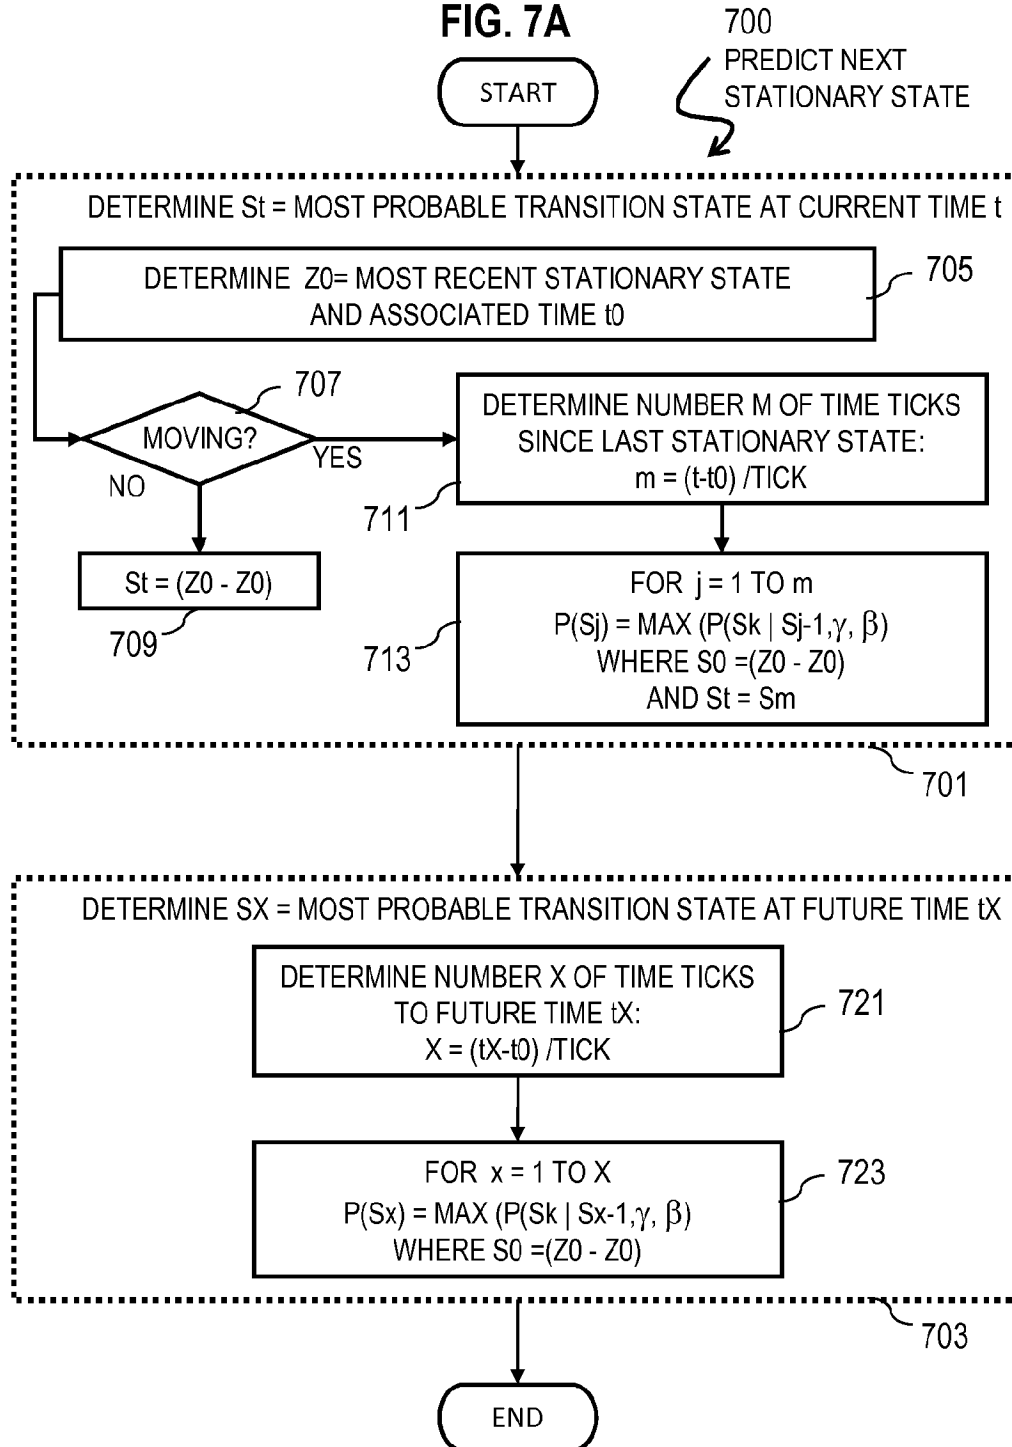 FIG. 7A
700
PREDICT NEXT
STATIONARY STATE
START
DETERMINE St = MOST PROBABLE TRANSITION STATE AT CURRENT TIME t
DETERMINE Z0= MOST RECENT STATIONARY STATE
AND ASSOCIATED TIME t0
705
707
MOVING?
YES
NO
DETERMINE NUMBER M OF TIME TICKS
SINCE LAST STATIONARY STATE:
m = (t-t0) /TICK
711
St = (Z0 - Z0)
709
FOR j = 1 TO m
P(Sj) = MAX (P(Sk | Sj-1,γ, β)
WHERE S0 =(Z0 - Z0)
AND St = Sm
713
701
DETERMINE SX = MOST PROBABLE TRANSITION STATE AT FUTURE TIME tX
DETERMINE NUMBER X OF TIME TICKS
TO FUTURE TIME tX:
X = (tX-t0) /TICK
721
FOR x = 1 TO X
P(Sx) = MAX (P(Sk | Sx-1,γ, β)
WHERE S0 =(Z0 - Z0)
723
703
END